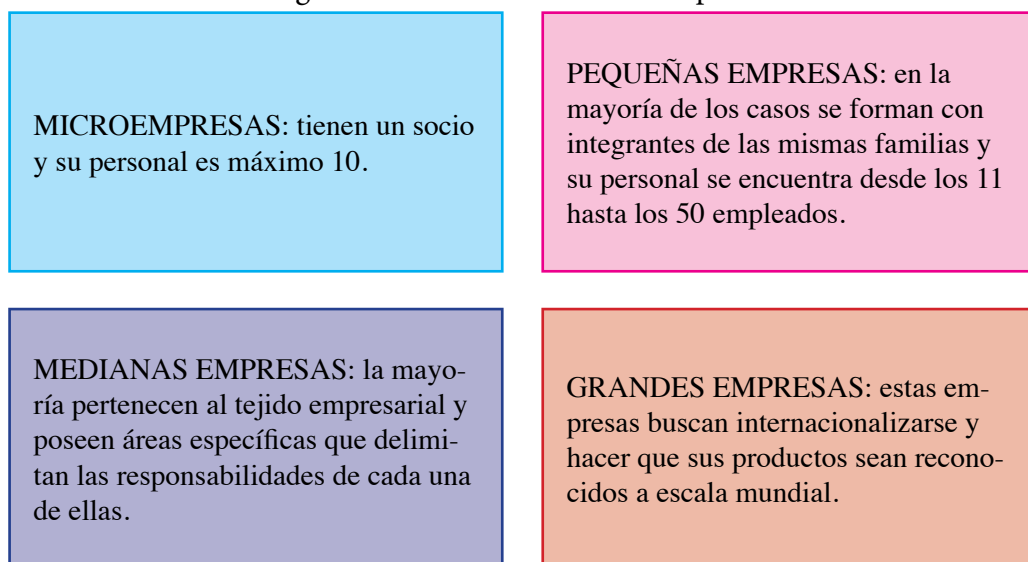 MICROEMPRESAS: tienen un socio
y su personal es máximo 10.
PEQUEÑAS EMPRESAS: en la
mayoría de los casos se forman con
integrantes de las mismas familias y
su personal se encuentra desde los 11
hasta los 50 empleados.
MEDIANAS EMPRESAS: la mayo-
ría pertenecen al tejido empresarial y
poseen áreas específicas que delimi-
tan las responsabilidades de cada una
de ellas.
GRANDES EMPRESAS: estas em-
presas buscan internacionalizarse y
hacer que sus productos sean recono-
cidos a escala mundial.